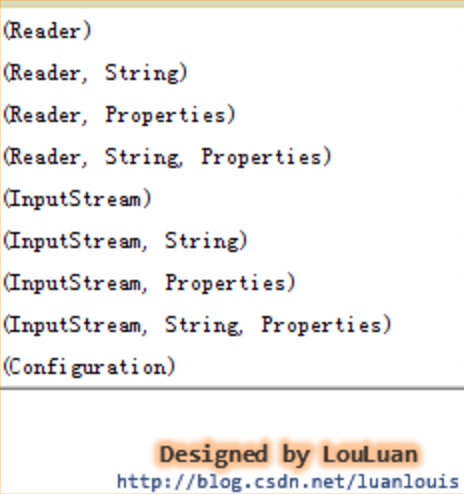 (Reader)
(Reader, String)
(Reader, Properties)
(Reader, String, Properties)
(InputStream)
(InputStream, String)
(InputStream, Properties)
(InputStream, String, Properties)
(Configuration)
Designed by LouLuan
http://blog.csdn.net/luanlouis